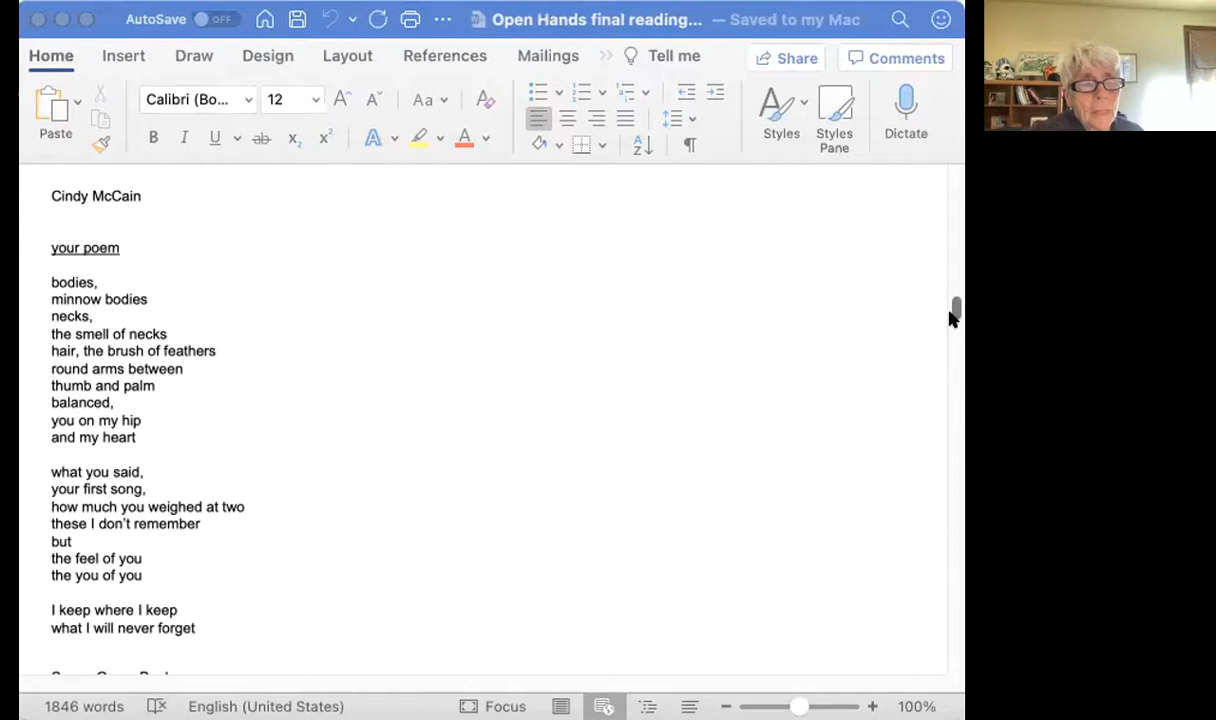 AutoSave OFF Open Hands final reading... — Saved to my Mac
Home Insert Draw Design Layout References Mailings Tell me Share Comments
Calibri (Bo... 12 Aa
Paste Styles Styles Pane Dictate
Cindy McCain
your poem
bodies,
minnow bodies
necks,
the smell of necks
hair, the brush of feathers
round arms between
thumb and palm
balanced,
you on my hip
and my heart
what you said,
your first song,
how much you weighed at two
these I don't remember
but
the feel of you
the you of you
I keep where I keep
what I will never forget
1846 words English (United States) Focus 100%